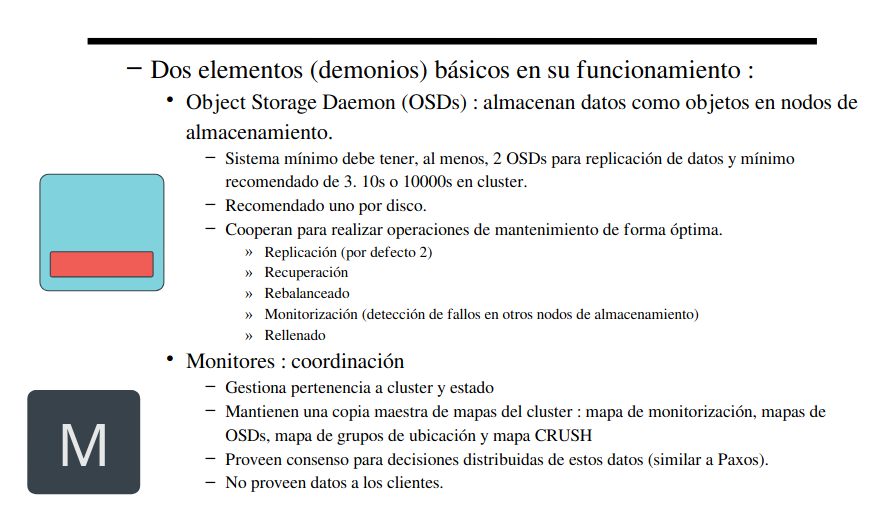 – Dos elementos (demonios) básicos en su funcionamiento :
• Object Storage Daemon (OSDs) : almacenan datos como objetos en nodos de
almacenamiento.
– Sistema mínimo debe tener, al menos, 2 OSDs para replicación de datos y mínimo
recomendado de 3. 10s o 10000s en cluster.
– Recomendado uno por disco.
– Cooperan para realizar operaciones de mantenimiento de forma óptima.
» Replicación (por defecto 2)
» Recuperación
» Rebalanceado
» Monitorización (detección de fallos en otros nodos de almacenamiento)
» Rellenado
• Monitores : coordinación
– Gestiona pertenencia a cluster y estado
– Mantienen una copia maestra de mapas del cluster : mapa de monitorización, mapas de
OSDs, mapa de grupos de ubicación y mapa CRUSH
– Proveen consenso para decisiones distribuidas de estos datos (similar a Paxos).
– No proveen datos a los clientes.
M